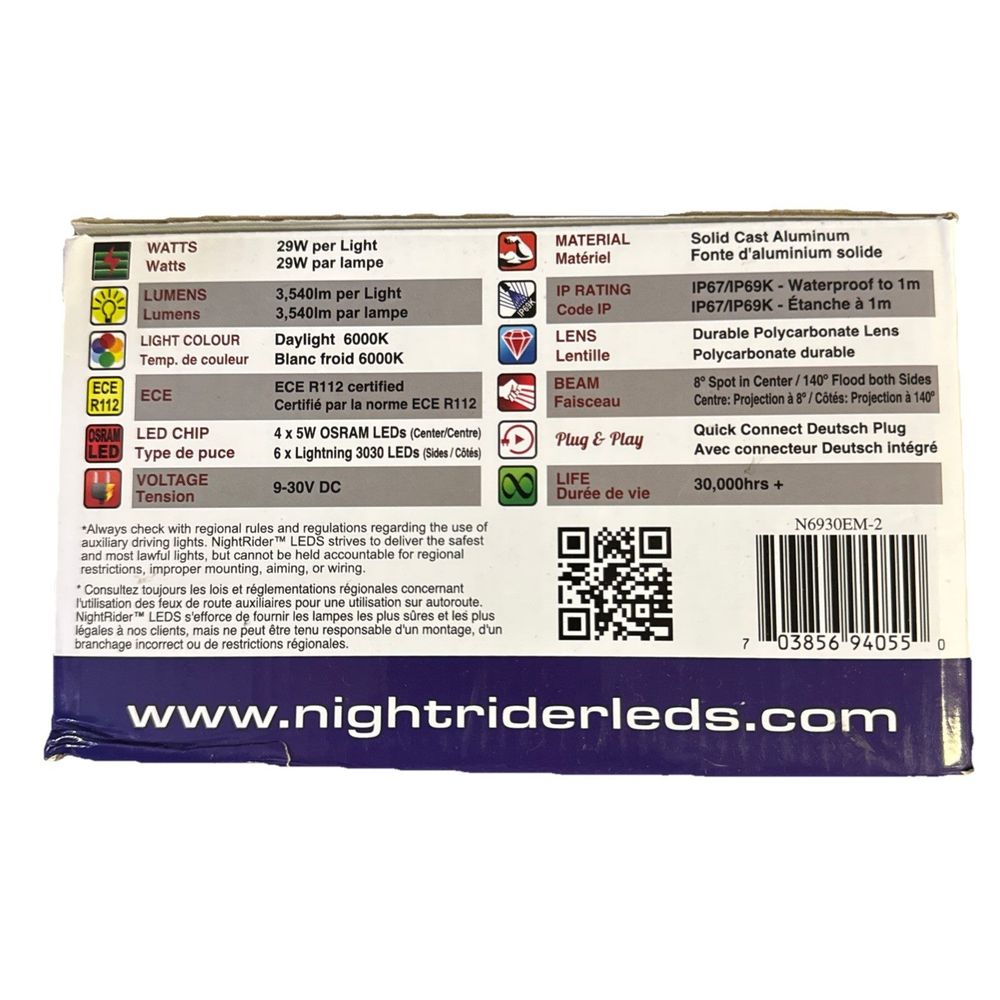 WATTS 29W per Light
Watts 29W par lampe
LUMENS 3,540lm per Light
Lumens 3,540lm par lampe
LIGHT COLOUR Daylight 6000K
Temp. de couleur Blanc froid 6000K
ECE R112
ECE
ECE R112 certified
Certifié par la norme ECE R112
OSRAM LED
LED CHIP 4 x 5W OSRAM LEDs (Center/Centre)
Type de puce 6 x Lightning 3030 LEDs (Sides / Côtés)
VOLTAGE
Tension
9-30V DC
MATERIAL Solid Cast Aluminum
Matériel Fonte d'aluminium solide
IP69K
IP RATING IP67/IP69K - Waterproof to 1m
Code IP IP67/IP69K - Étanche à 1m
LENS Durable Polycarbonate Lens
Lentille Polycarbonate durable
BEAM 8° Spot in Center / 140° Flood both Sides
Faisceau Centre: Projection à 8° / Côtés: Projection à 140°
Plug & Play
Quick Connect Deutsch Plug
Avec connecteur Deutsch intégré
LIFE
Durée de vie
30,000hrs +
*Always check with regional rules and regulations regarding the use of
auxiliary driving lights. NightRider™ LEDS strives to deliver the safest
and most lawful lights, but cannot be held accountable for regional
restrictions, improper mounting, aiming, or wiring.
* Consultez toujours les lois et réglementations régionales concernant
l'utilisation des feux de route auxiliaires pour une utilisation sur autoroute.
NightRider™ LEDS s'efforce de fournir les lampes les plus sûres et les plus
légales à nos clients, mais ne peut être tenu responsable d'un montage, d'un
branchage incorrect ou de restrictions régionales.
N6930EM-2
7 03856 94055 0
www.nightriderleds.com